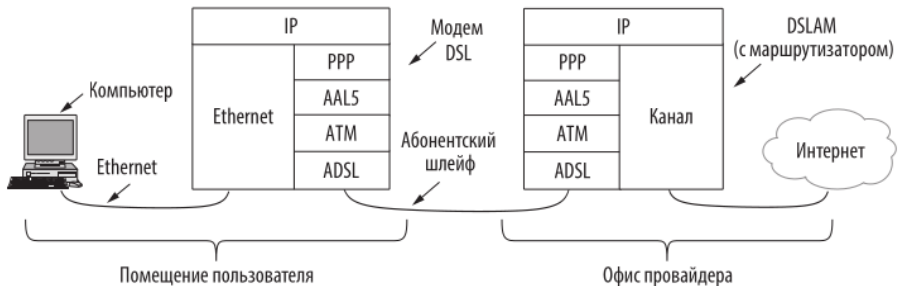 Компьютер
Ethernet
IP
Ethernet
PPP
AAL5
ATM
ADSL
Модем
DSL
Абонентский
шлейф
IP
PPP
AAL5
ATM
ADSL
Канал
DSLAM
(с маршрутизатором)
Интернет
Помещение пользователя
Офис провайдера